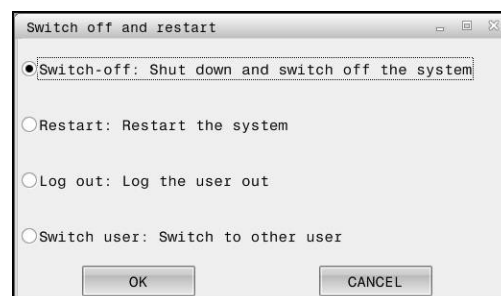 Switch off and restart
Switch-off: Shut down and switch off the system
Restart: Restart the system
Log out: Log the user out
Switch user: Switch to other user
OK CANCEL